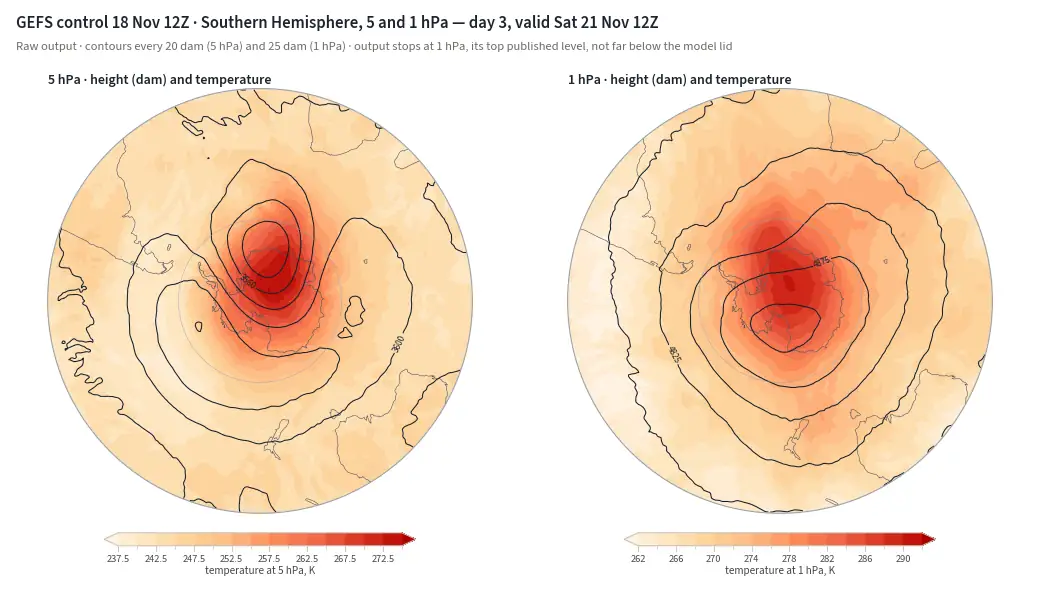 GEFS control 18 Nov 12Z · Southern Hemisphere, 5 and 1 hPa — day 3, valid Sat 21 Nov 12Z
Raw output · contours every 20 dam (5 hPa) and 25 dam (1 hPa) · output stops at 1 hPa, its top published level, not far below the model lid
5 hPa · height (dam) and temperature
1 hPa · height (dam) and temperature
3600
4875
4825
237.5 242.5 247.5 252.5 257.5 262.5 267.5 272.5
temperature at 5 hPa, K
262 266 270 274 278 282 286 290
temperature at 1 hPa, K